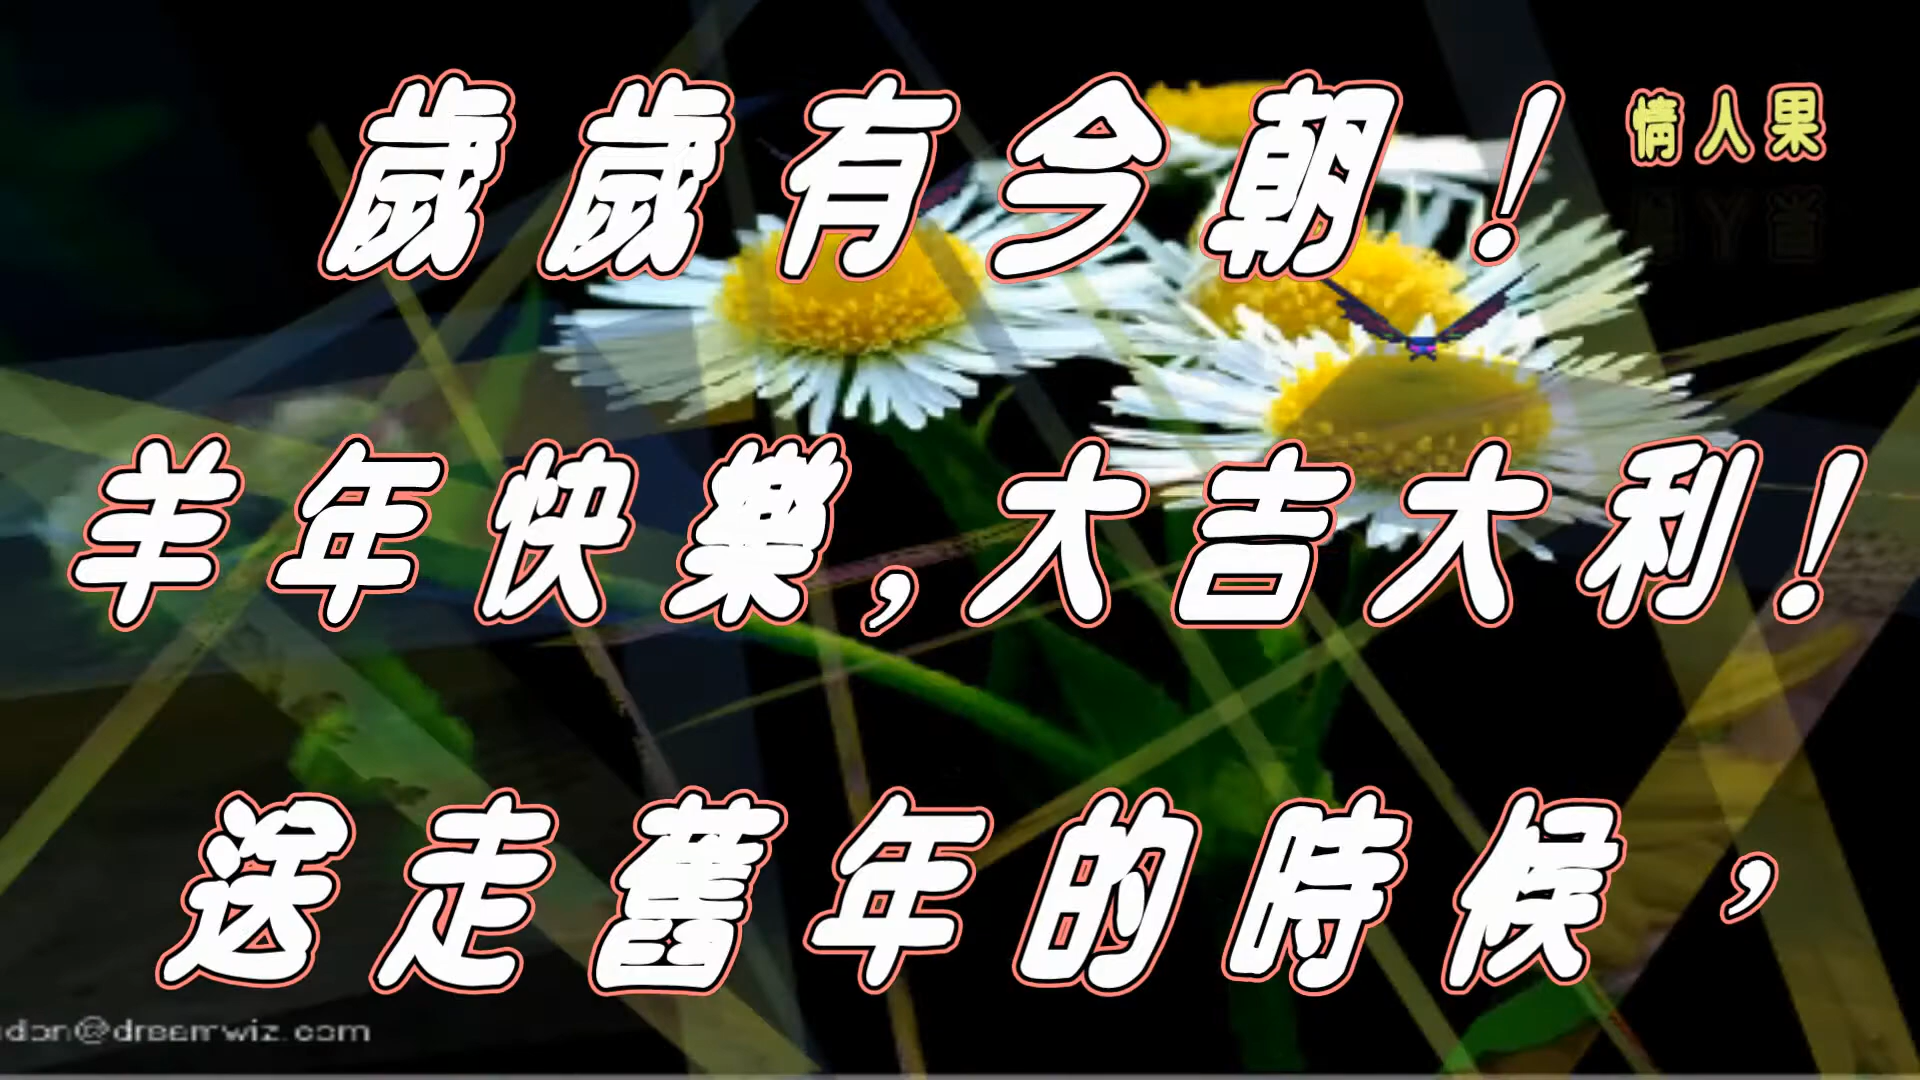 歲歲有今朝！
情人果
羊年快樂,大吉大利！
送走舊年的時候，
don@dreamwiz.com